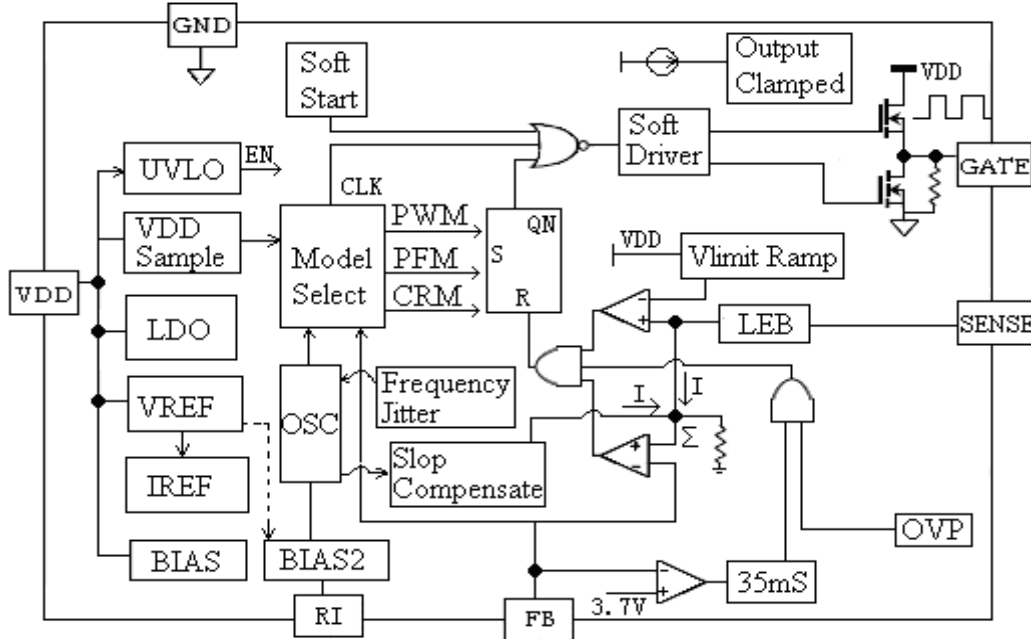 GND
Soft
Start
Output
Clamped
VDD
UVLO
EN
Soft
Driver
GATE
CLK
VDD
Sample
Model
Select
PWM
PFM
CRM
QN
S
R
VDD
Vlimit Ramp
VDD
LDO
-
+
LEB
SENSE
VREF
OSC
Frequency
Jitter
I
I
Σ
IREF
Slop
Compensate
+
-
BIAS
BIAS2
OVP
-
+
3.7V
35mS
RI
FB